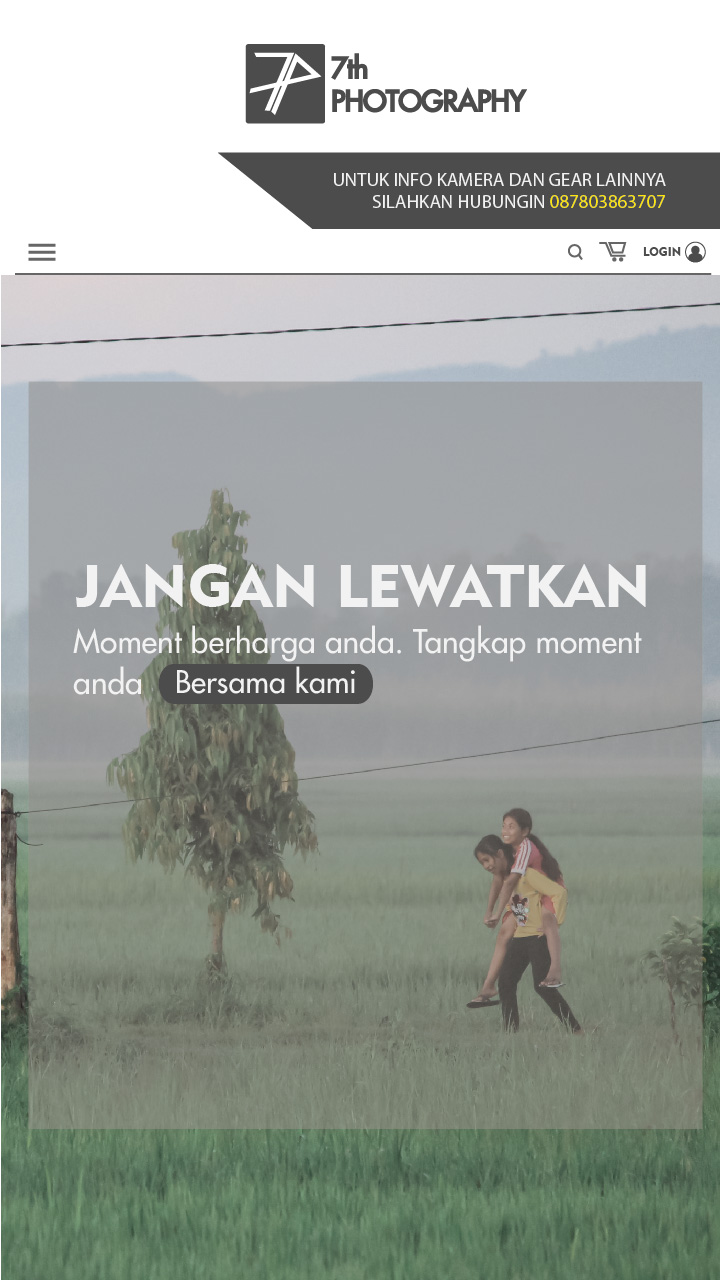 7th
PHOTOGRAPHY
UNTUK INFO KAMERA DAN GEAR LAINNYA
SILAHKAN HUBUNGIN 087803863707
LOGIN
JANGAN LEWATKAN
Moment berharga anda. Tangkap moment
anda Bersama kami